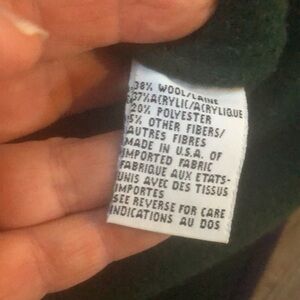 38% WOOL/LAINE
37%ACRYLIC/ACRYLIQUE
20% POLYESTER
5% OTHER FIBERS/
AUTRES FIBRES
MADE IN U.S.A. OF
IMPORTED FABRIC
FABRIQUE AUX ETATS-
UNIS AVEC DES TISSUS
IMPORTES
SEE REVERSE FOR CARE
INDICATIONS AU DOS